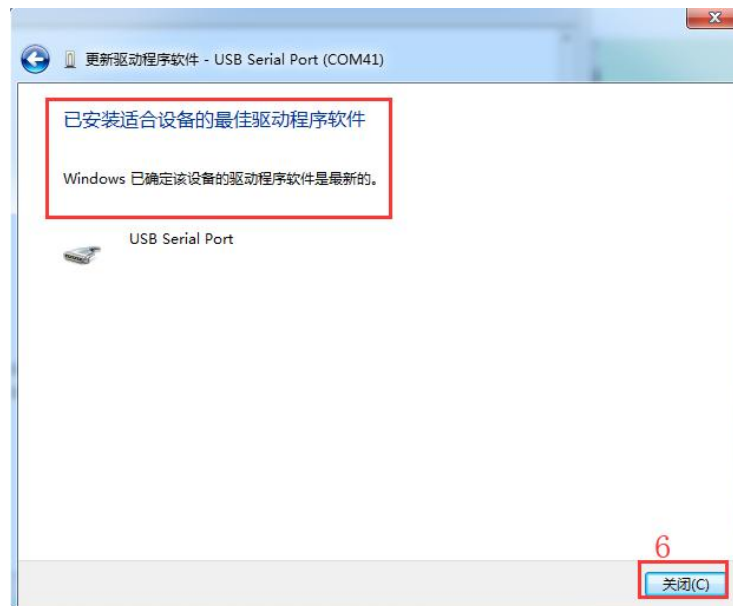 更新驱动程序软件 - USB Serial Port (COM41)
已安装适合设备的最佳驱动程序软件
Windows 已确定该设备的驱动程序软件是最新的。
USB Serial Port
6
关闭(C)